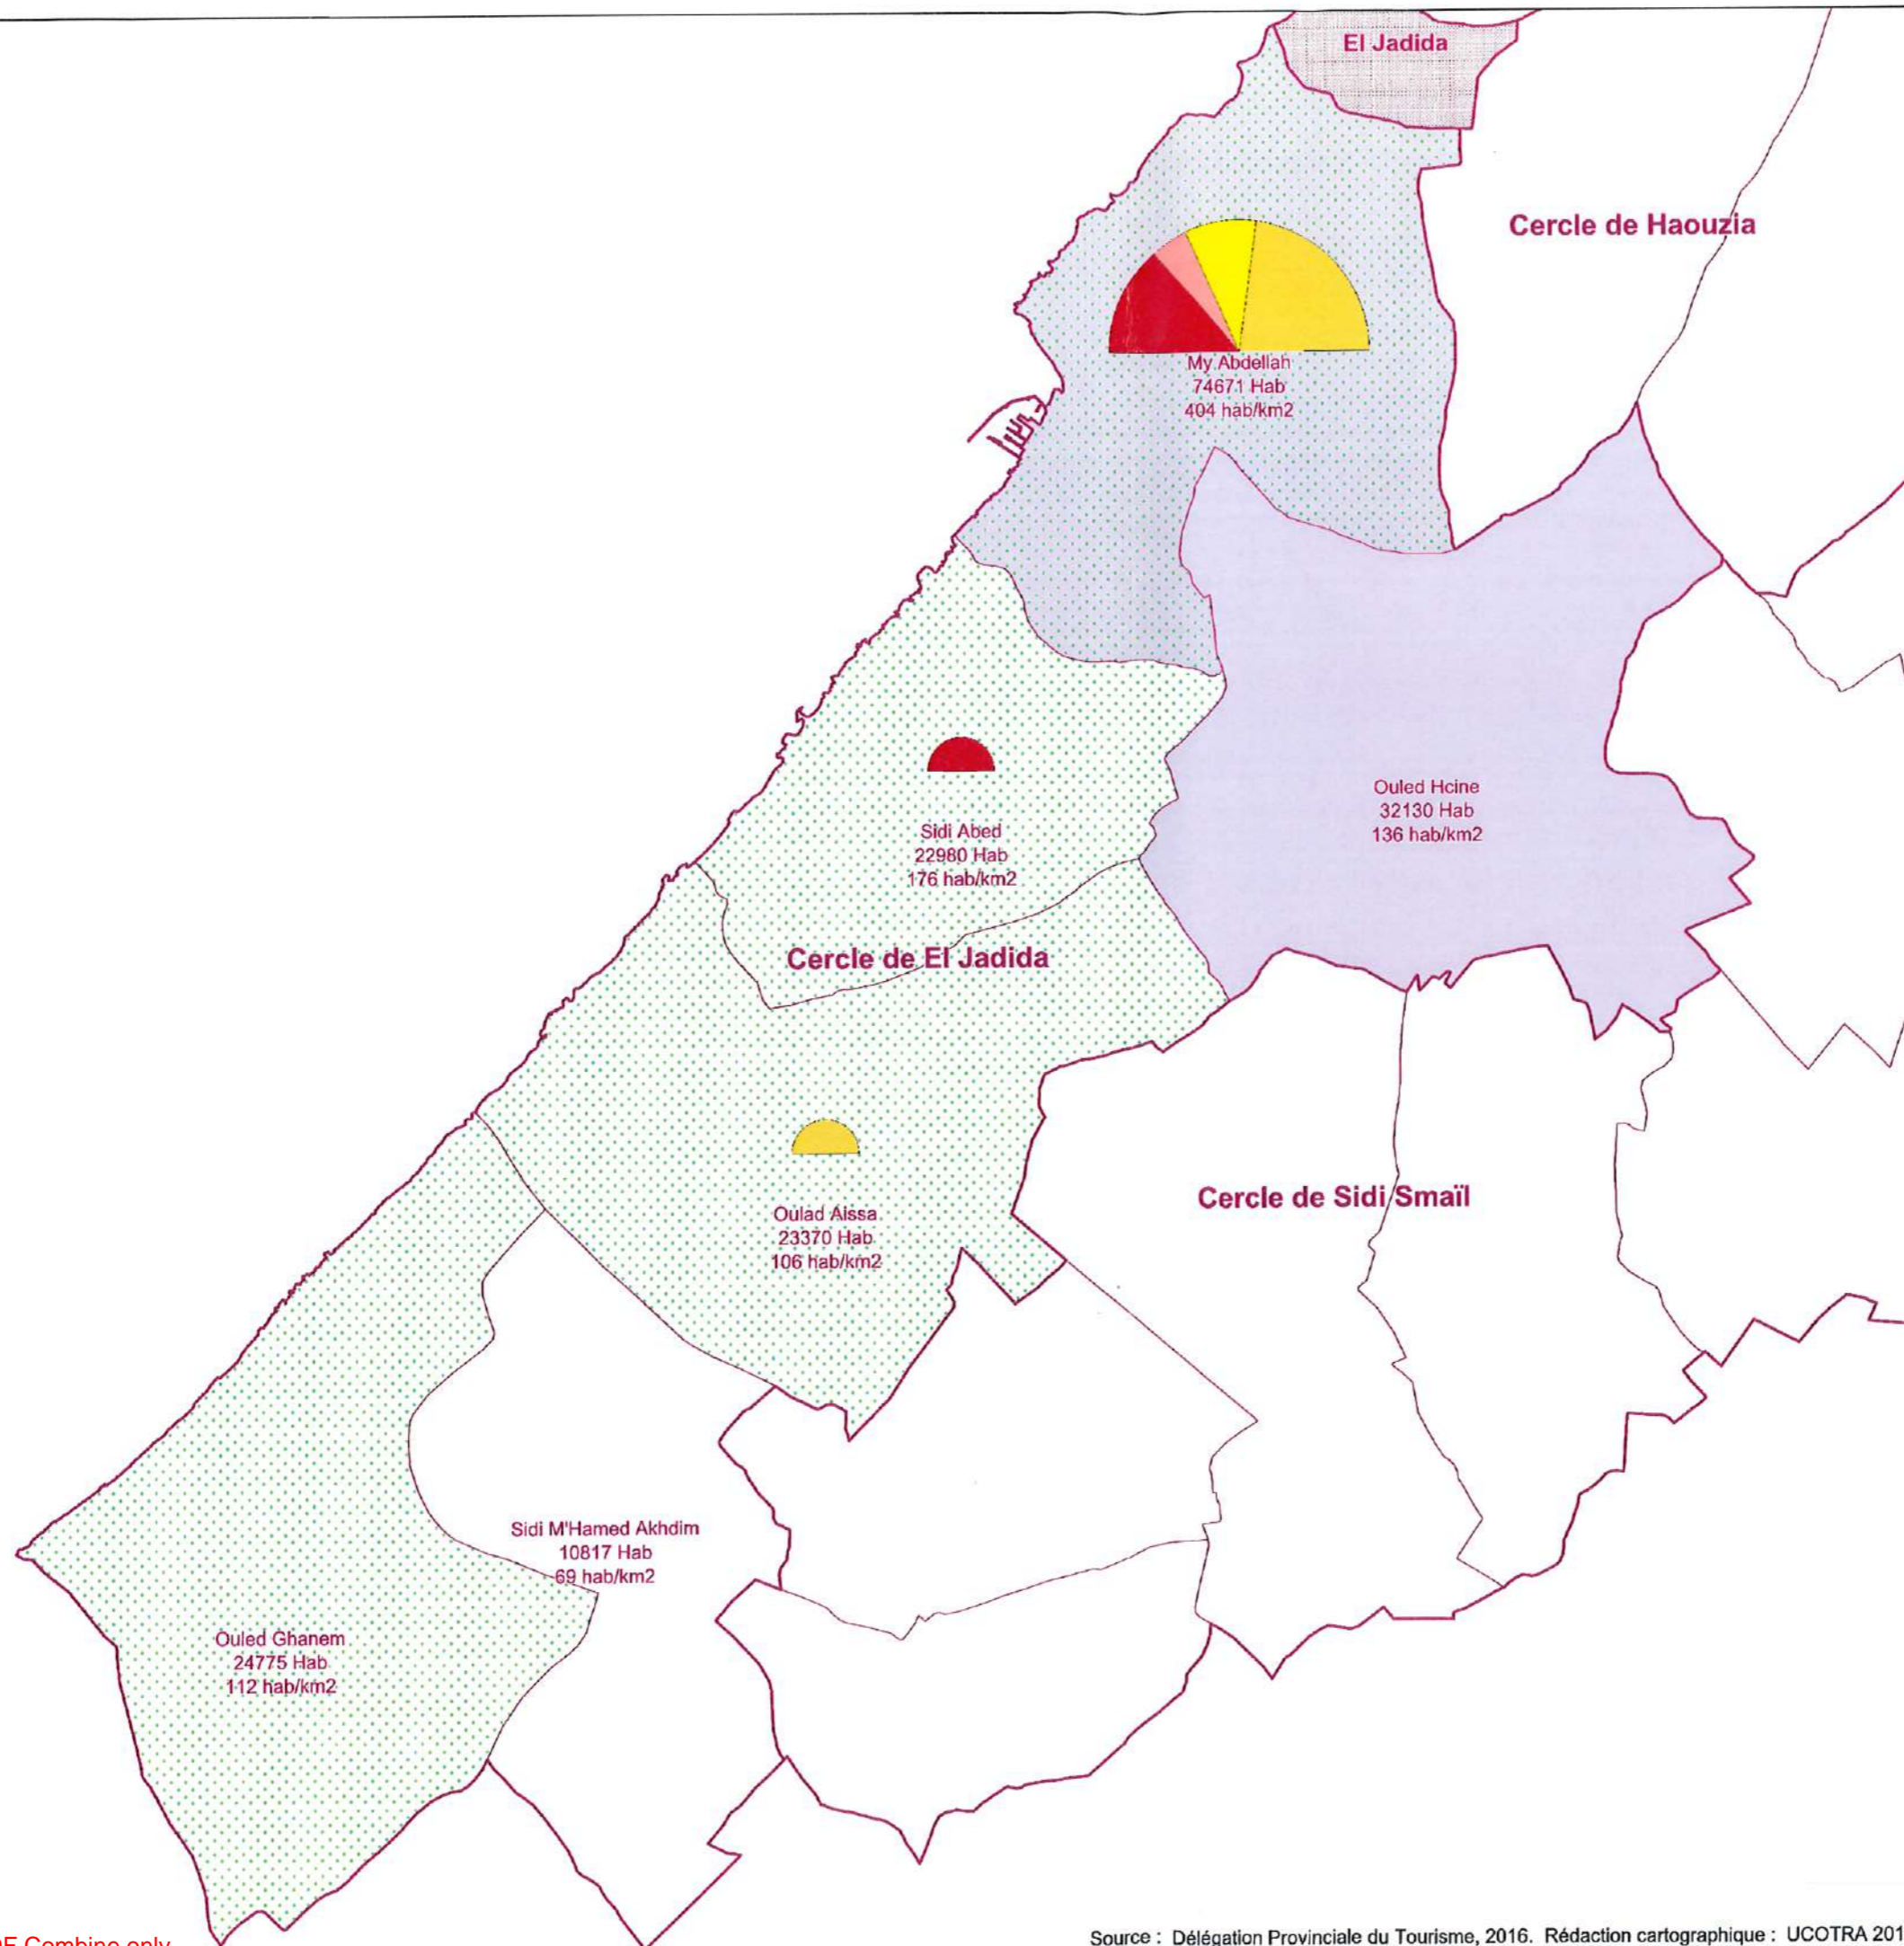 El Jadida
Cercle de Haouzia
My Abdellah
74671 Hab
404 hab/km2
Ouled Hcine
32130 Hab
136 hab/km2
Sidi Abed
22980 Hab
176 hab/km2
Cercle de El Jadida
Cercle de Sidi Smaïl
Oulad Aissa
23370 Hab
106 hab/km2
Sidi M'Hamed Akhdim
10817 Hab
69 hab/km2
Ouled Ghanem
24775 Hab
112 hab/km2
Source : Délégation Provinciale du Tourisme, 2016. Rédaction cartographique : UCOTRA 201
Combine only